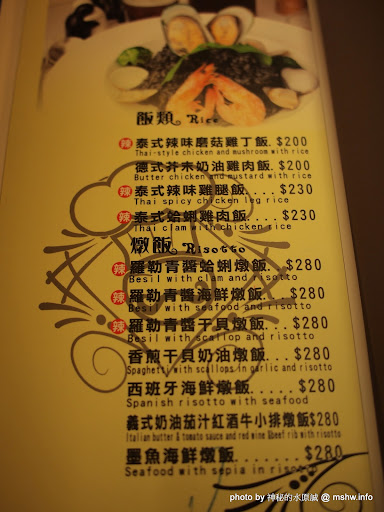 飯類 Rice
辣 泰式辣味磨菇雞丁飯. $200
Thai-style chicken and mushroom with rice
德式芥末奶油雞肉飯. $200
Butter chicken and mustard with rice
辣 泰式辣味雞腿飯.... $230
Thai spicy chicken leg rice
辣 泰式蛤蜊雞肉飯.... $230
Thai clam with chicken rice
燉飯 Risotto
辣 羅勒青醬蛤蜊燉飯... $280
Besil with clam and risotto
辣 羅勒青醬海鮮燉飯... $280
Besil with seafood and risotto
辣 羅勒青醬干貝燉飯... $280
Besil with scallop and risotto
香煎干貝奶油燉飯... $280
Spaghetti with scallops in garlic and risotto
西班牙海鮮燉飯..... $280
Spanish risotto with seafood
義式奶油茄汁紅酒牛小排燉飯$280
Italian butter & tomato sauce and red wine &beef rib with risotto
墨魚海鮮燉飯...... $280
Seafood with sepia in risotto
photo by 神秘的水原誠 @ mshw.info